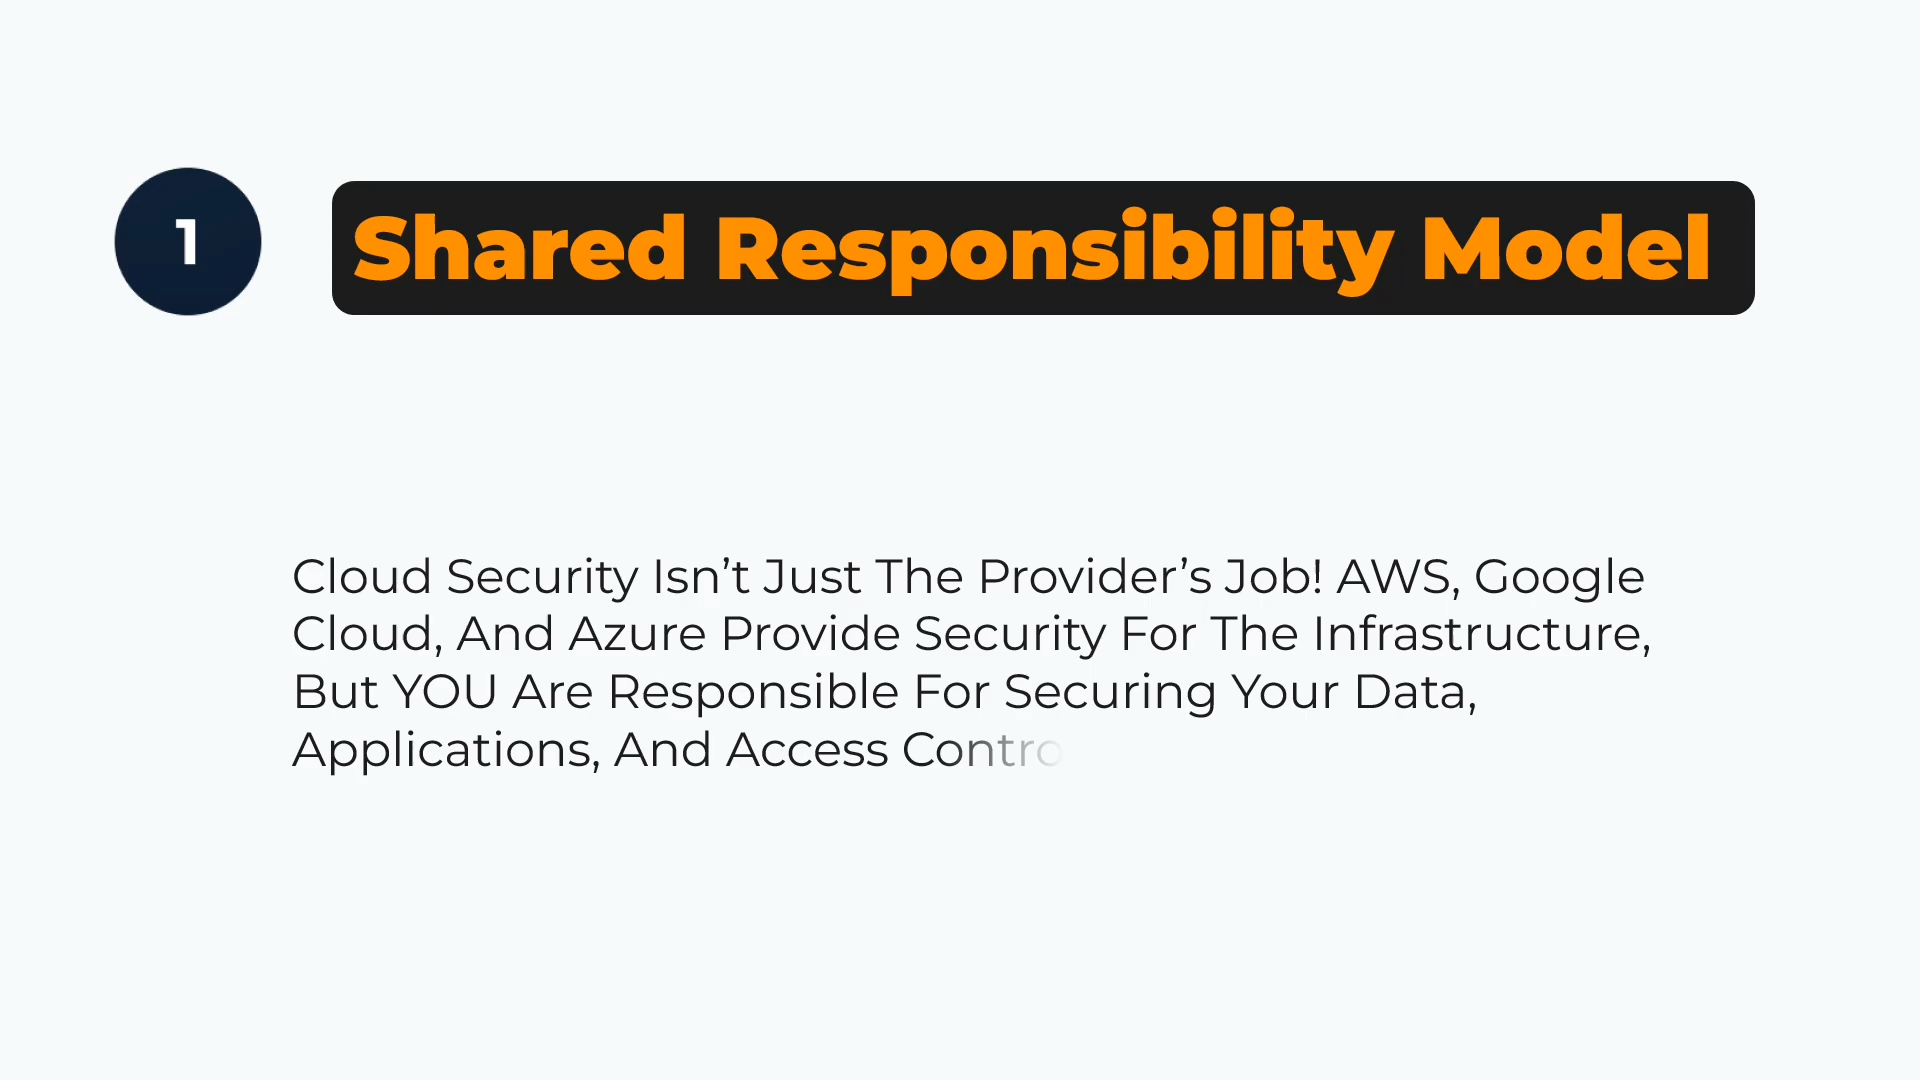 1
Shared Responsibility Model
Cloud Security Isn’t Just The Provider’s Job! AWS, Google
Cloud, And Azure Provide Security For The Infrastructure,
But YOU Are Responsible For Securing Your Data,
Applications, And Access Contro